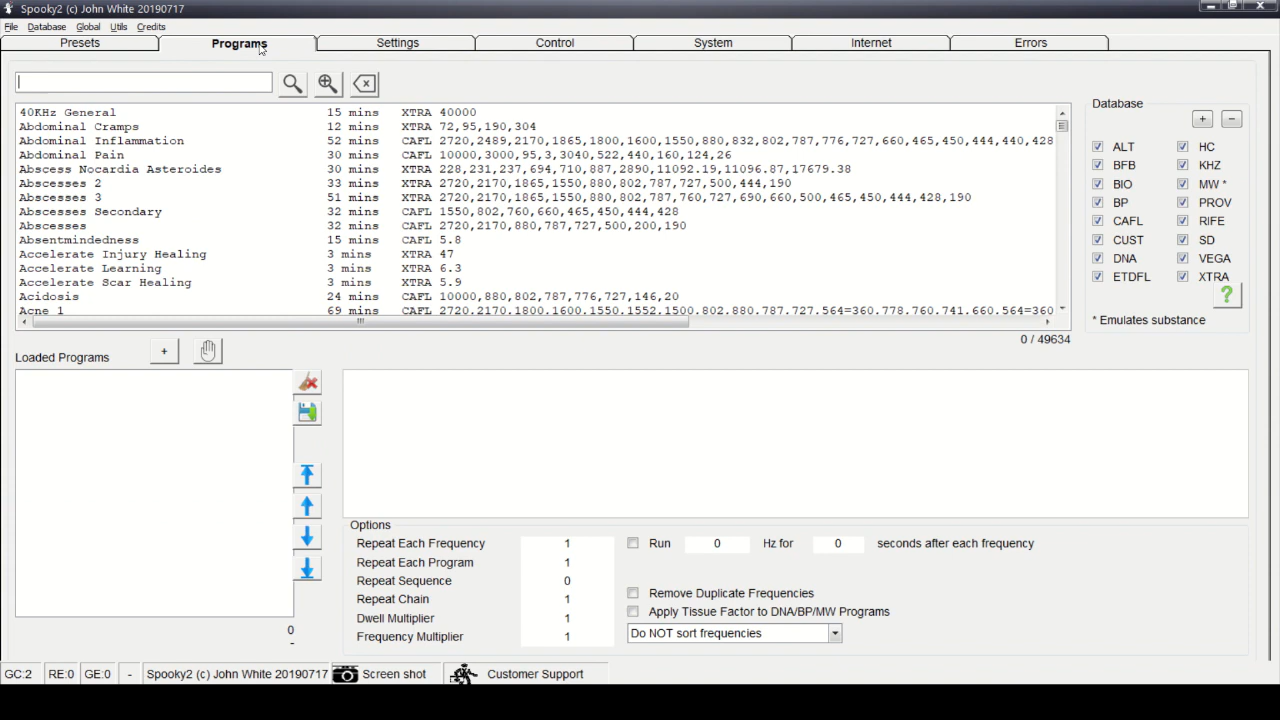 Spooky2 (c) John White 20190717
File Database Global Utils Credits
Presets Programs Settings Control System Internet Errors
40KHz General 15 mins XTRA 40000
Abdominal Cramps 12 mins XTRA 72,95,190,304
Abdominal Inflammation 52 mins CAFL 2720,2489,2170,1865,1800,1600,1550,880,832,802,787,776,727,660,465,450,444,440,428
Abdominal Pain 30 mins CAFL 10000,3000,95,3,3040,522,440,160,124,26
Abscess Nocardia Asteroides 30 mins XTRA 228,231,237,694,710,887,2890,11092.19,11096.87,17679.38
Abscesses 2 33 mins XTRA 2720,2170,1865,1550,880,802,787,727,500,444,190
Abscesses 3 51 mins XTRA 2720,2170,1865,1550,880,802,787,760,727,690,660,500,465,450,444,428,190
Abscesses Secondary 32 mins CAFL 1550,802,760,660,465,450,444,428
Abscesses 32 mins CAFL 2720,2170,880,787,727,500,200,190
Absentmindedness 15 mins CAFL 5.8
Accelerate Injury Healing 3 mins XTRA 47
Accelerate Learning 3 mins XTRA 6.3
Accelerate Scar Healing 3 mins XTRA 5.9
Acidosis 24 mins CAFL 10000,880,802,787,776,727,146,20
Acne 1 69 mins CAFL 2720,2170,1800,1600,1550,1552,1500,802,880,787,727,564=360,778,760,741,660,564=360
0 / 49634
Database
+ −
ALT HC
BFB KHZ
BIO MW *
BP PROV
CAFL RIFE
CUST SD
DNA VEGA
ETDFL XTRA
?
* Emulates substance
Loaded Programs +
0
-
Options
Repeat Each Frequency 1 Run 0 Hz for 0 seconds after each frequency
Repeat Each Program 1
Repeat Sequence 0
Repeat Chain 1 Remove Duplicate Frequencies
Dwell Multiplier 1 Apply Tissue Factor to DNA/BP/MW Programs
Frequency Multiplier 1 Do NOT sort frequencies
GC:2 RE:0 GE:0 - Spooky2 (c) John White 20190717 Screen shot Customer Support